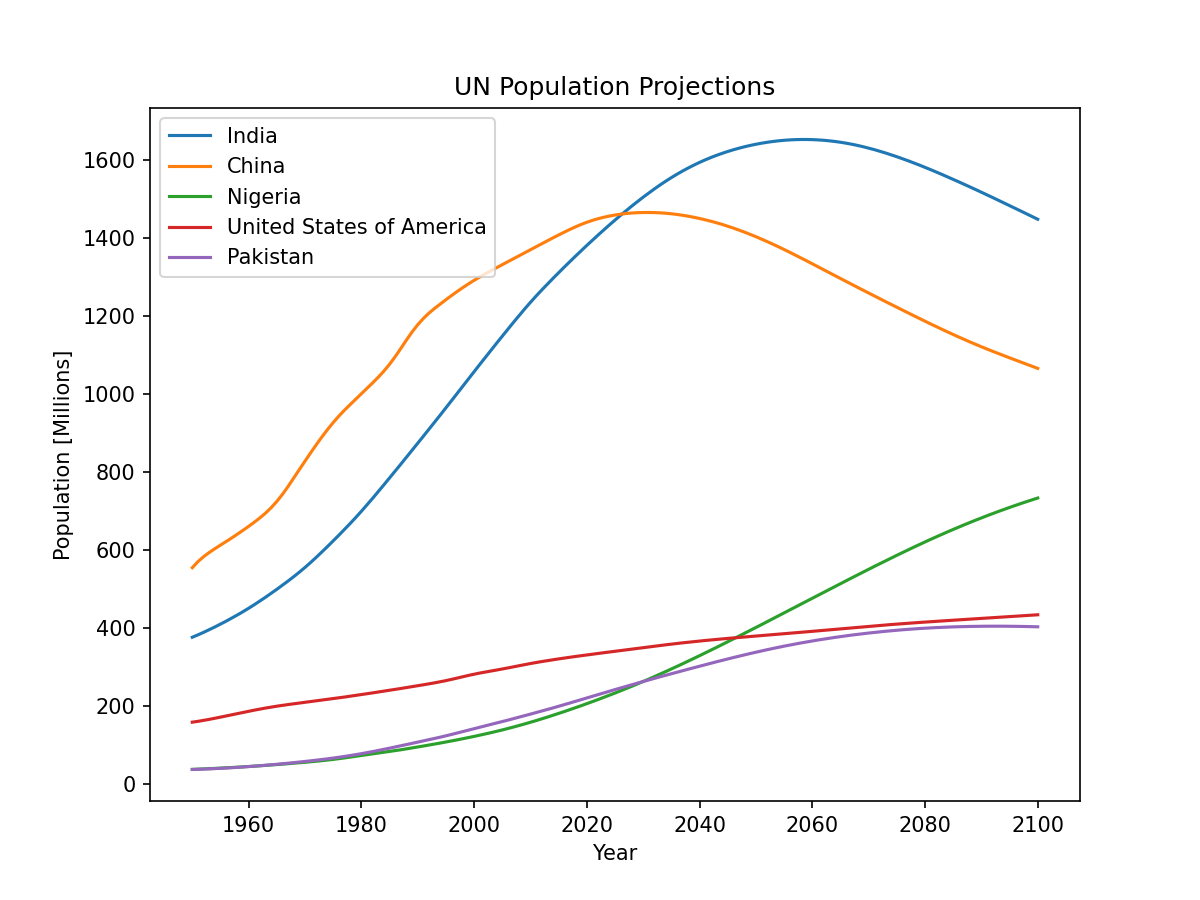 UN Population Projections
India
China
Nigeria
United States of America
Pakistan
Population [Millions]
1600
1400
1200
1000
800
600
400
200
0
1960 1980 2000 2020 2040 2060 2080 2100
Year